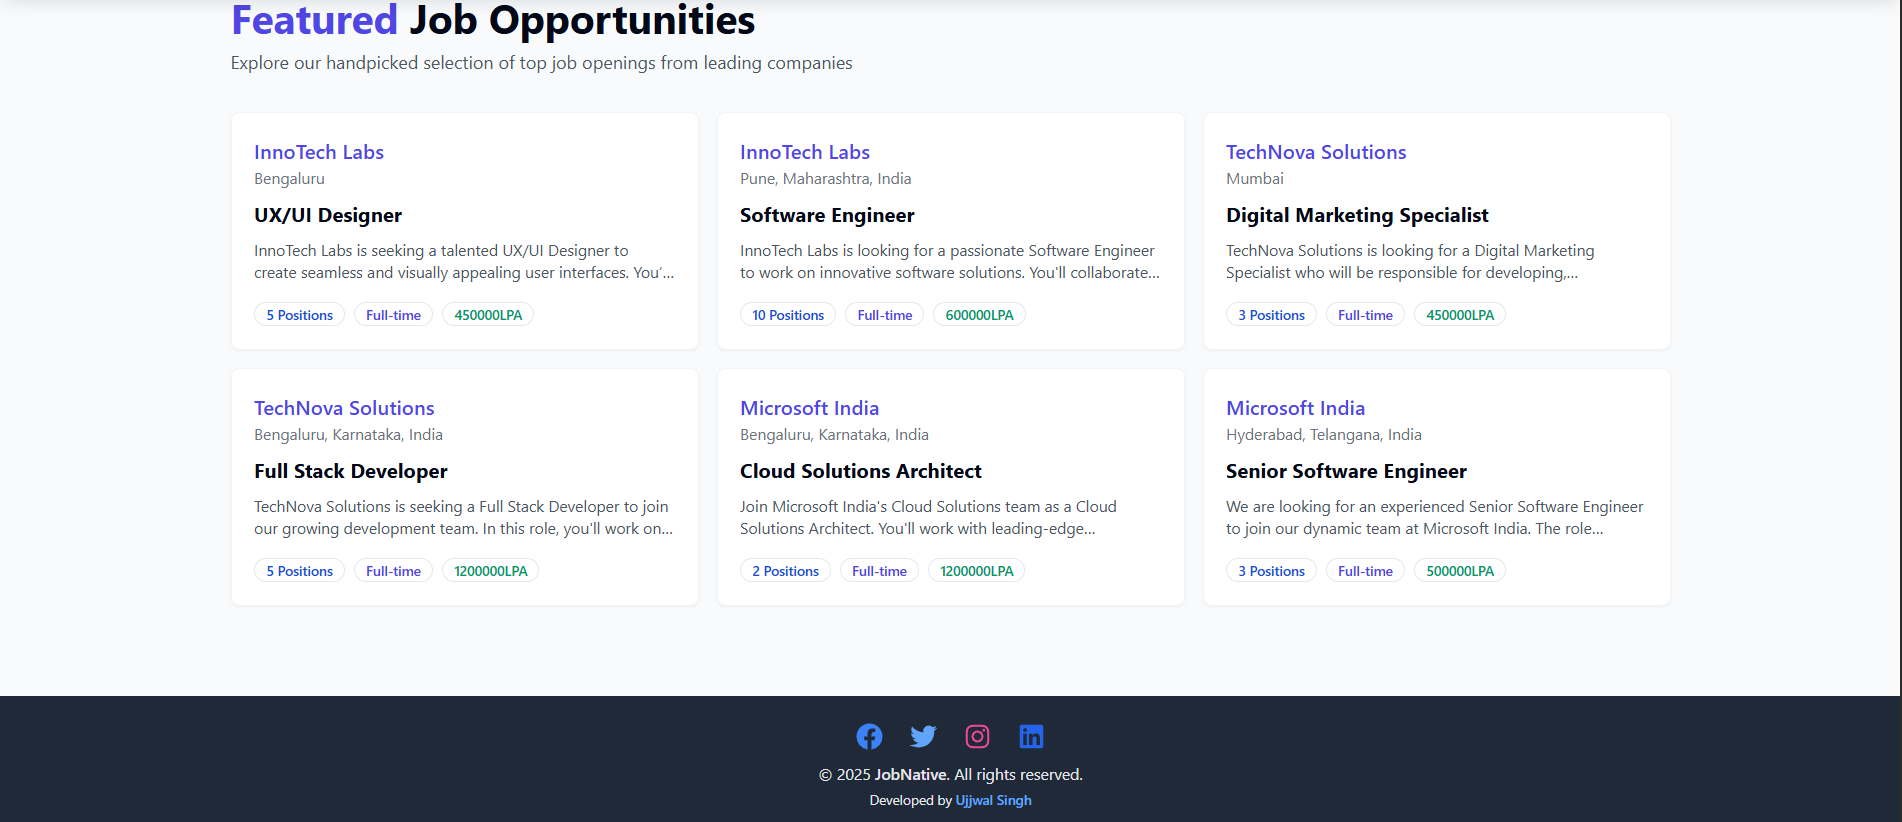 Featured Job Opportunities
Explore our handpicked selection of top job openings from leading companies
InnoTech Labs
Bengaluru
UX/UI Designer
InnoTech Labs is seeking a talented UX/UI Designer to
create seamless and visually appealing user interfaces. You'...
5 Positions
Full-time
450000LPA
InnoTech Labs
Pune, Maharashtra, India
Software Engineer
InnoTech Labs is looking for a passionate Software Engineer
to work on innovative software solutions. You'll collaborate...
10 Positions
Full-time
600000LPA
TechNova Solutions
Mumbai
Digital Marketing Specialist
TechNova Solutions is looking for a Digital Marketing
Specialist who will be responsible for developing,...
3 Positions
Full-time
450000LPA
TechNova Solutions
Bengaluru, Karnataka, India
Full Stack Developer
TechNova Solutions is seeking a Full Stack Developer to join
our growing development team. In this role, you'll work on...
5 Positions
Full-time
1200000LPA
Microsoft India
Bengaluru, Karnataka, India
Cloud Solutions Architect
Join Microsoft India's Cloud Solutions team as a Cloud
Solutions Architect. You'll work with leading-edge...
2 Positions
Full-time
1200000LPA
Microsoft India
Hyderabad, Telangana, India
Senior Software Engineer
We are looking for an experienced Senior Software Engineer
to join our dynamic team at Microsoft India. The role...
3 Positions
Full-time
500000LPA
© 2025 JobNative. All rights reserved.
Developed by Ujjwal Singh